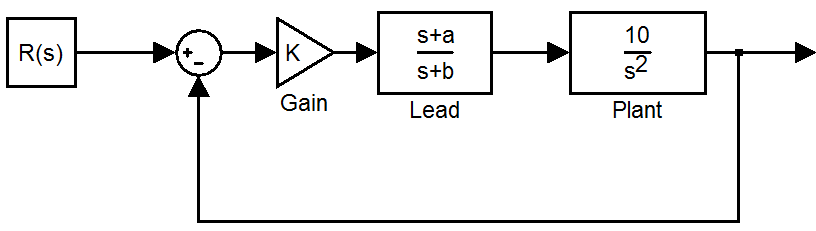 R(s)
+
−
K
Gain
s+a
s+b
Lead
10
s2
Plant